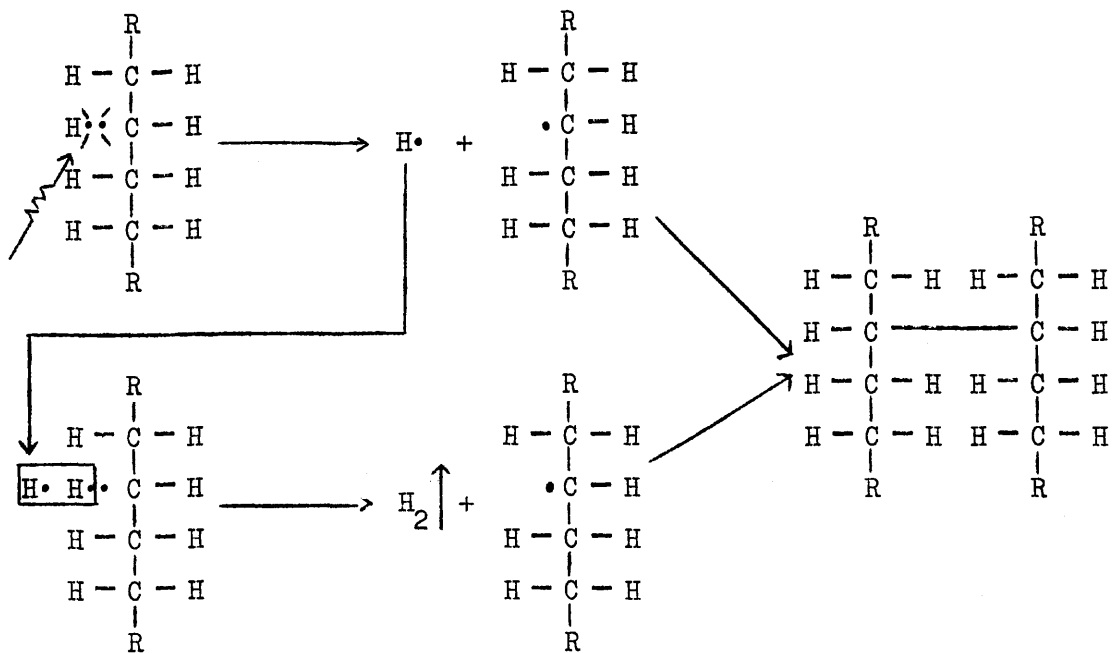 R
H – C – H
H • • C – H
H – C – H
H – C – H
R
H• +
R
H – C – H
• C – H
H – C – H
H – C – H
R
R
H – C – H
H• H•• C – H
H – C – H
H – C – H
R
H2 +
R
H – C – H
• C – H
H – C – H
H – C – H
R
R R
H – C – H H – C – H
H – C — C – H
H – C – H H – C – H
H – C – H H – C – H
R R